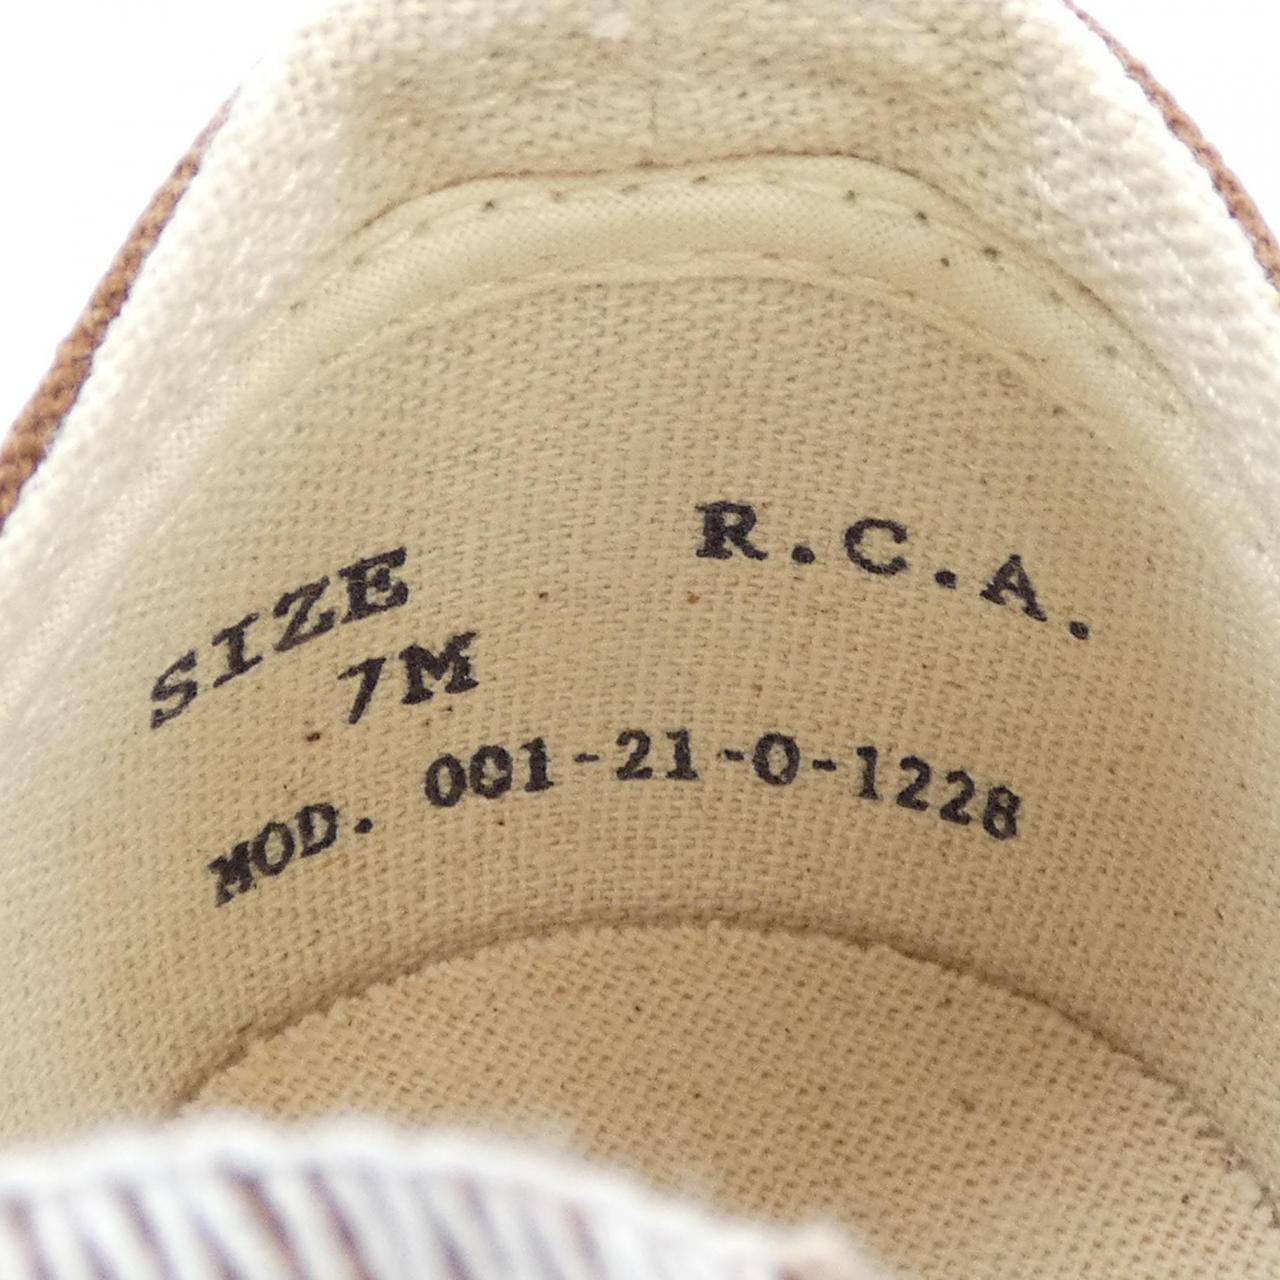 SIZE R.C.A.
7M
MOD. 001-21-0-1228